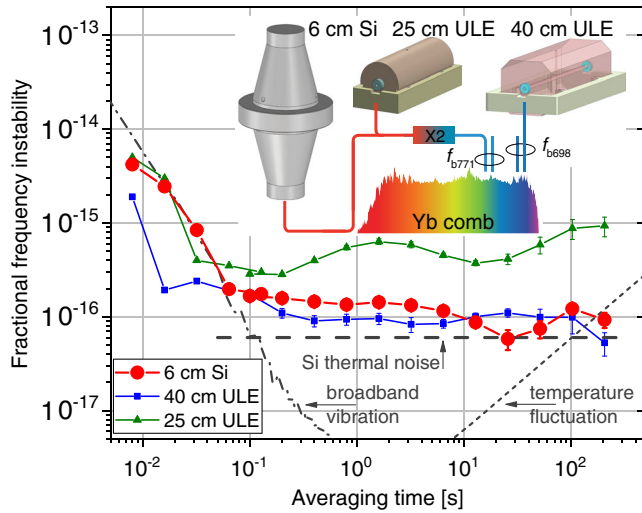 6 cm Si 25 cm ULE 40 cm ULE
X2
f_b771
f_b698
Yb comb
Fractional frequency instability
10^-13
10^-14
10^-15
10^-16
10^-17
Si thermal noise
broadband
vibration
temperature
fluctuation
6 cm Si
40 cm ULE
25 cm ULE
10^-2
10^-1
10^0
10^1
10^2
Averaging time [s]